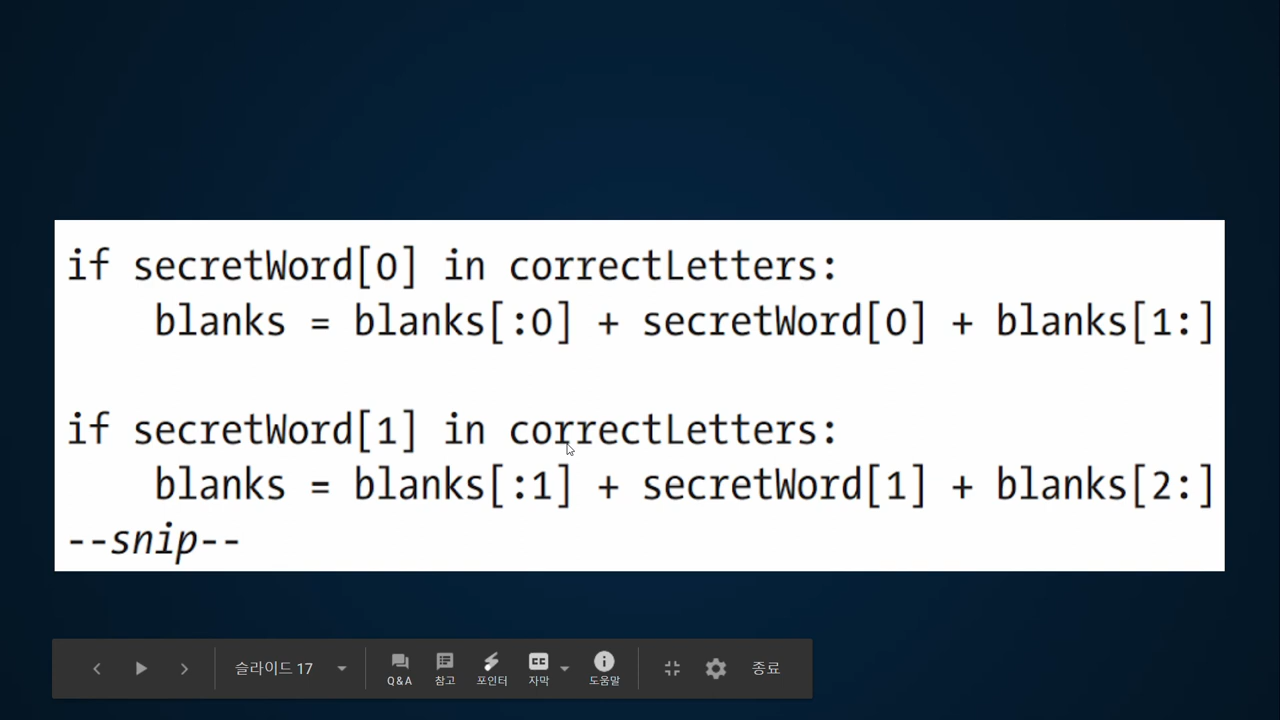 if secretWord[0] in correctLetters:
    blanks = blanks[:0] + secretWord[0] + blanks[1:]
if secretWord[1] in correctLetters:
    blanks = blanks[:1] + secretWord[1] + blanks[2:]
--snip--
슬라이드 17
Q&A
참고
포인터
자막
도움말
종료